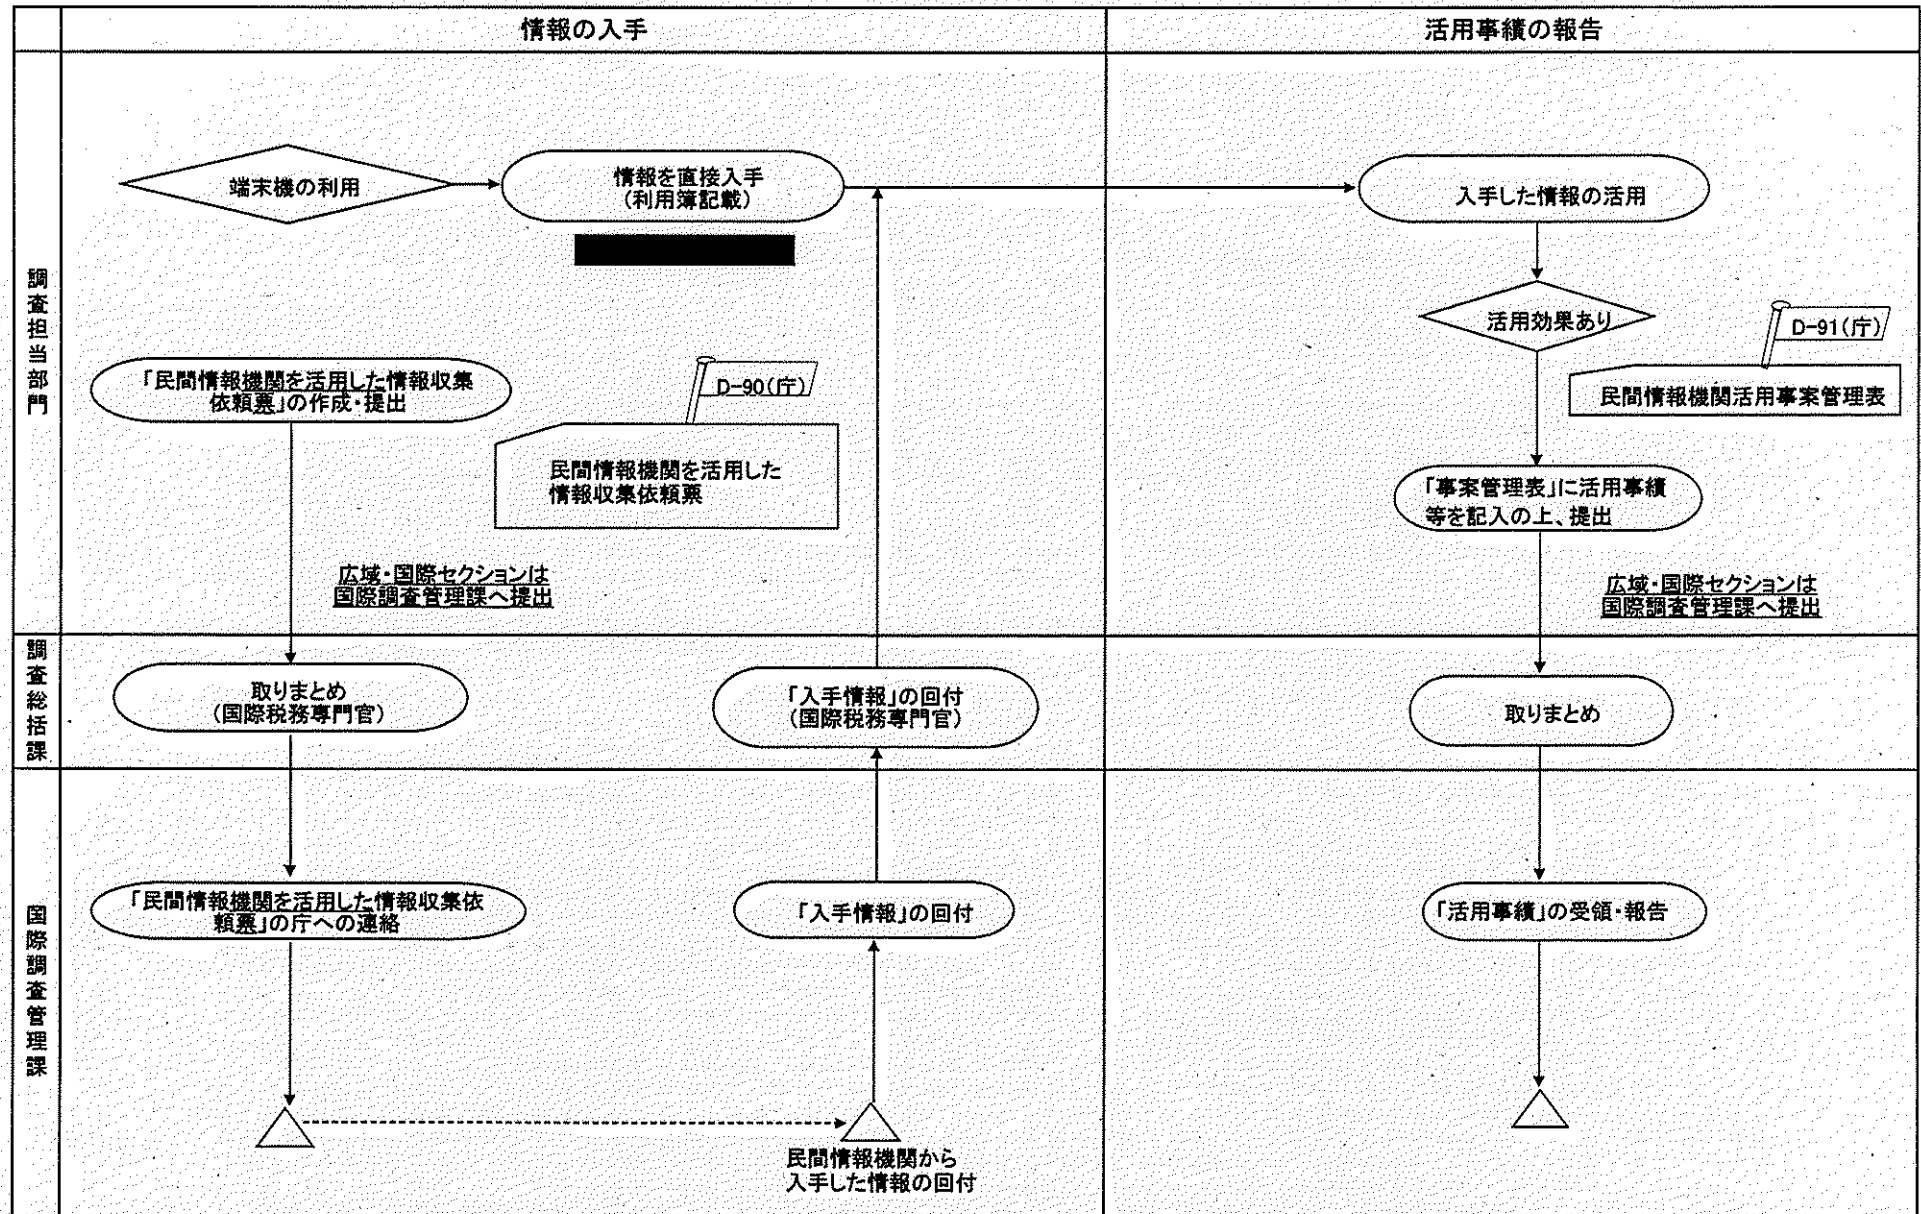 情報の入手
活用事績の報告
調査担当部門
端末機の利用
情報を直接入手
（利用簿記載）
入手した情報の活用
活用効果あり
D-91（庁）
民間情報機関活用事案管理表
「民間情報機関を活用した情報収集
依頼票」の作成・提出
D-90（庁）
民間情報機関を活用した
情報収集依頼票
「事案管理表」に活用事績
等を記入の上、提出
広域・国際セクションは
国際調査管理課へ提出
広域・国際セクションは
国際調査管理課へ提出
調査総括課
取りまとめ
（国際税務専門官）
「入手情報」の回付
（国際税務専門官）
取りまとめ
国際調査管理課
「民間情報機関を活用した情報収集依
頼票」の庁への連絡
「入手情報」の回付
「活用事績」の受領・報告
民間情報機関から
入手した情報の回付